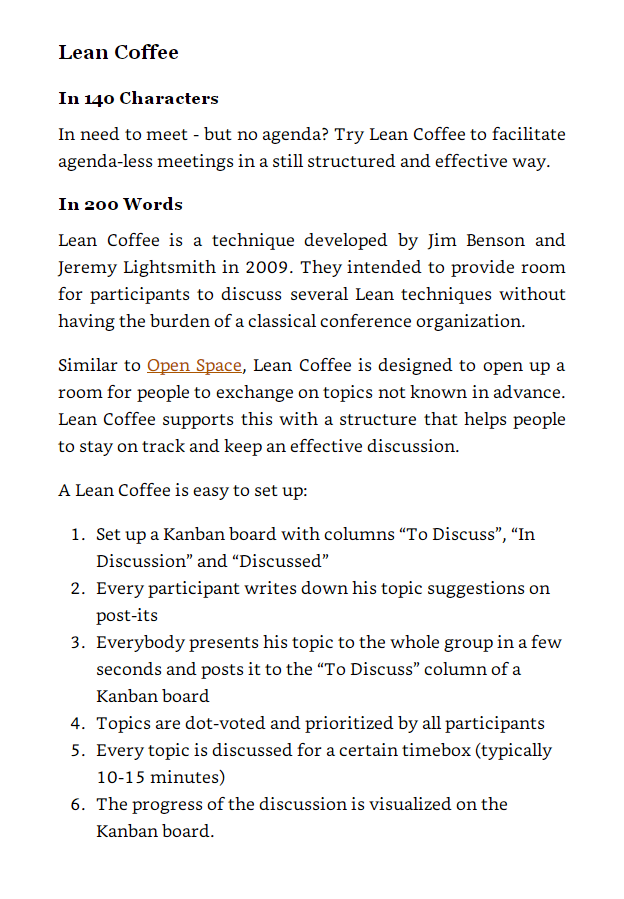 Lean Coffee
In 140 Characters
In need to meet - but no agenda? Try Lean Coffee to facilitate
agenda-less meetings in a still structured and effective way.
In 200 Words
Lean Coffee is a technique developed by Jim Benson and
Jeremy Lightsmith in 2009. They intended to provide room
for participants to discuss several Lean techniques without
having the burden of a classical conference organization.
Similar to Open Space, Lean Coffee is designed to open up a
room for people to exchange on topics not known in advance.
Lean Coffee supports this with a structure that helps people
to stay on track and keep an effective discussion.
A Lean Coffee is easy to set up:
1. Set up a Kanban board with columns “To Discuss”, “In
Discussion” and “Discussed”
2. Every participant writes down his topic suggestions on
post-its
3. Everybody presents his topic to the whole group in a few
seconds and posts it to the “To Discuss” column of a
Kanban board
4. Topics are dot-voted and prioritized by all participants
5. Every topic is discussed for a certain timebox (typically
10-15 minutes)
6. The progress of the discussion is visualized on the
Kanban board.